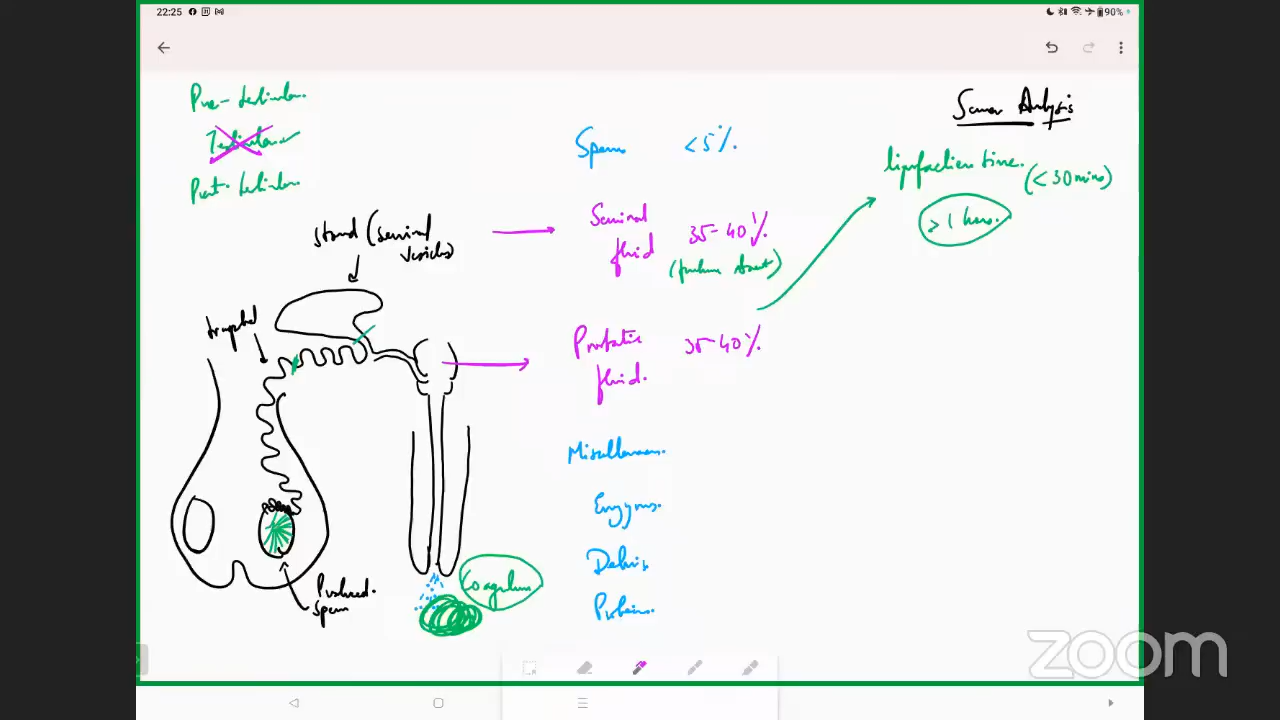 22:25
90%
Pre-testicular
Testicular
Post-testicular
Semen Analysis
Sperm <5%
liquefaction time. (<30 mins)
>1 hour.
Stored (seminal vesicles)
Seminal fluid 35-40%
Prostatic fluid. 35-40%
Miscellaneous.
Enzymes.
Debris
Proteins.
Coagulum
Produced. Sperm
zoom